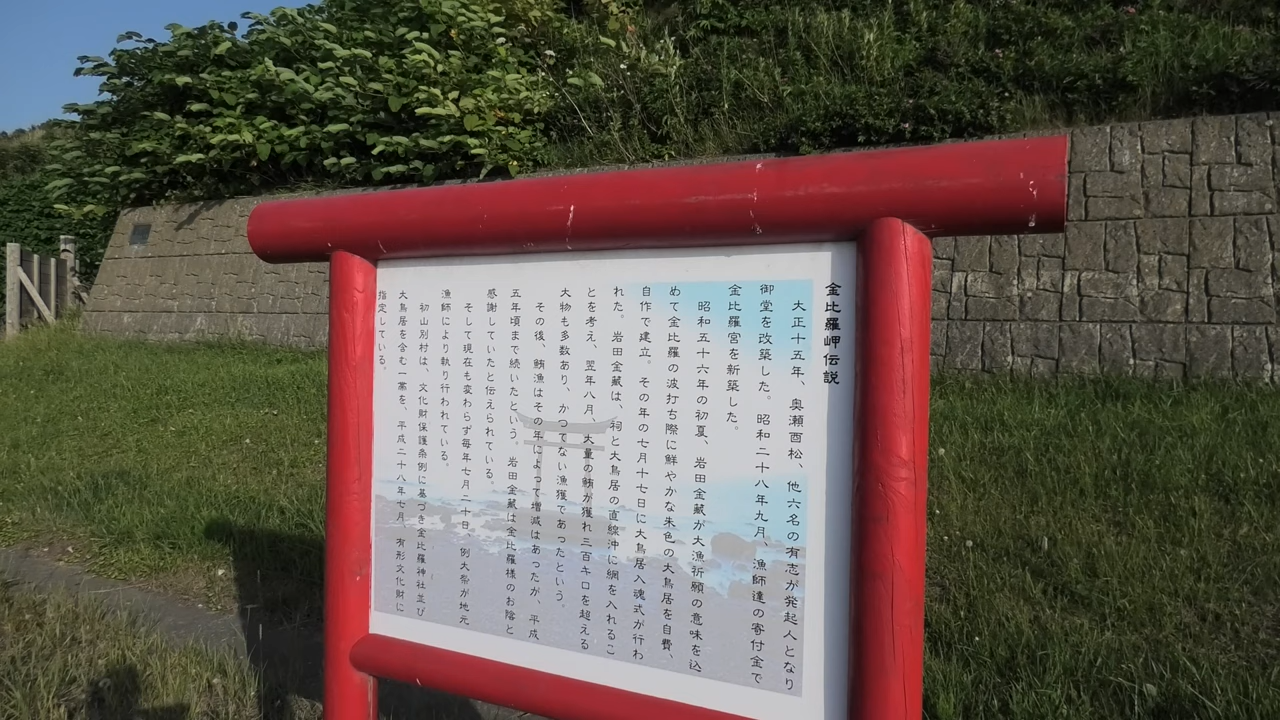 金比羅岬伝説
大正十五年、奥瀬酉松、他六名の有志が発起人となり
御堂を改築した。昭和二十八年九月、漁師達の寄付金で
金比羅宮を新築した。
昭和五十六年の初夏、岩田金蔵が大漁祈願の意味を込
めて金比羅の波打ち際に鮮やかな朱色の大鳥居を自費、
自作で建立。その年の七月十七日に大鳥居入魂式が行わ
れた。岩田金蔵は、祠と大鳥居の直線沖に網を入れるこ
とを考え、翌年八月、大量の鮪が獲れ三百キロを超える
大物も多数あり、かつてない漁獲であったという。
その後、鮪漁はその年によって増減はあったが、平成
五年頃まで続いたという。岩田金蔵は金比羅様のお陰と
感謝していたと伝えられている。
そして現在も変わらず毎年七月二十日、例大祭が地元
漁師により執り行われている。
初山別村は、文化財保護条例に基づき金比羅神社並び
大鳥居を含む一帯を、平成二十八年七月、有形文化財に
指定している。